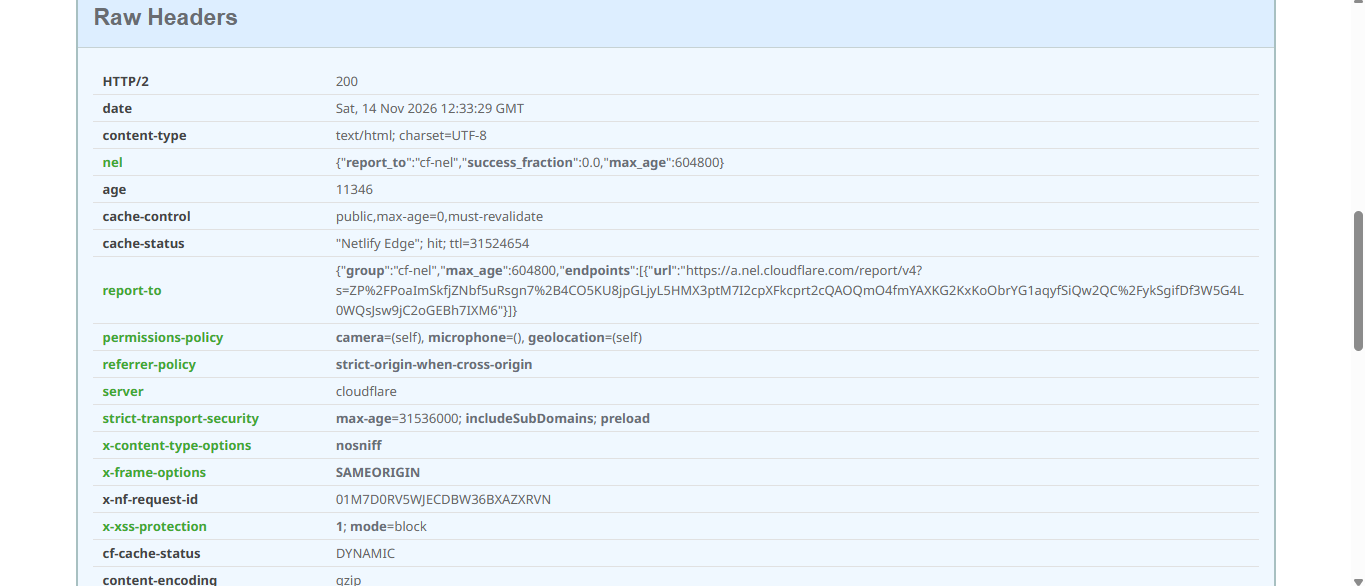 Raw Headers
HTTP/2 200
date Sat, 14 Nov 2026 12:33:29 GMT
content-type text/html; charset=UTF-8
nel {"report_to":"cf-nel","success_fraction":0.0,"max_age":604800}
age 11346
cache-control public,max-age=0,must-revalidate
cache-status "Netlify Edge"; hit; ttl=31524654
report-to {"group":"cf-nel","max_age":604800,"endpoints":[{"url":"https://a.nel.cloudflare.com/report/v4?
s=ZP%2FPoaImSkfjZNbf5uRsgn7%2B4CO5KU8jpGLjyL5HMX3ptM7I2cpXFkcprt2cQAOQmO4fmYAXKG2KxKoObrYG1aqyfSiQw2QC%2FykSgifDf3W5G4L
0WQsJsw9jC2oGEBh7IXM6"}]}
permissions-policy camera=(self), microphone=(), geolocation=(self)
referrer-policy strict-origin-when-cross-origin
server cloudflare
strict-transport-security max-age=31536000; includeSubDomains; preload
x-content-type-options nosniff
x-frame-options SAMEORIGIN
x-nf-request-id 01M7D0RV5WJECDBW36BXAZXRVN
x-xss-protection 1; mode=block
cf-cache-status DYNAMIC
content-encoding gzip